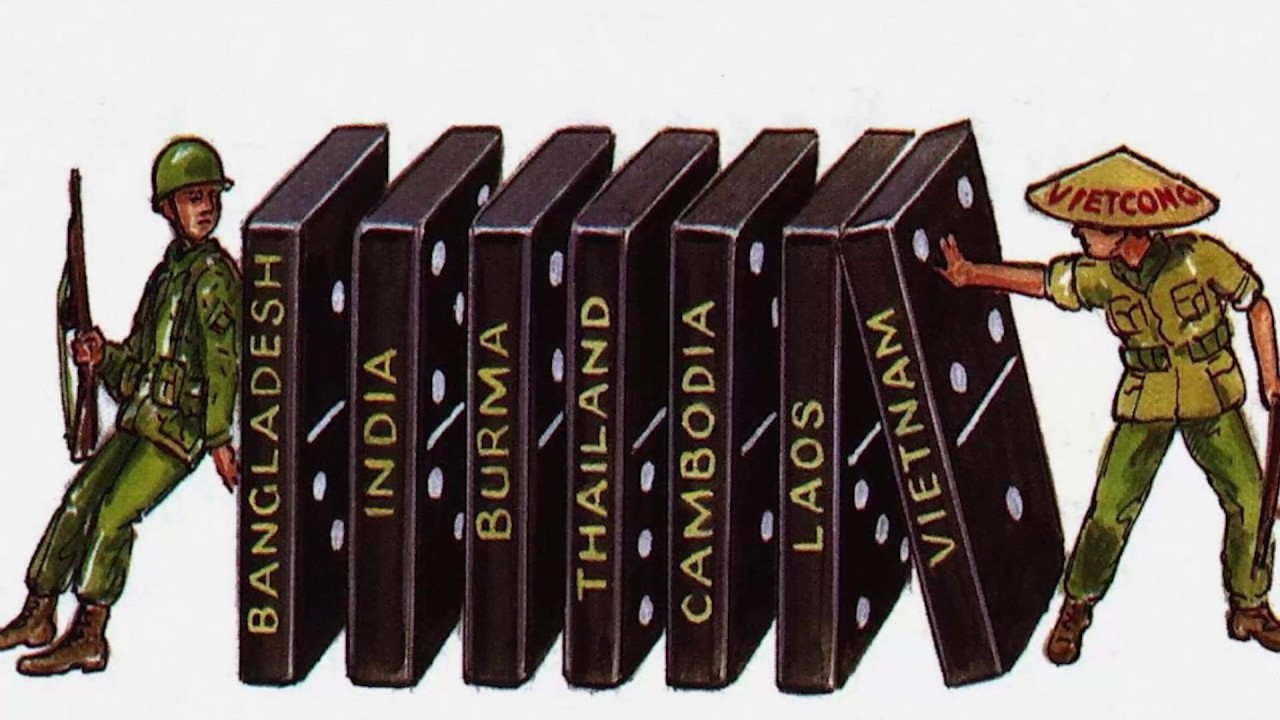 BANGLADESH
INDIA
BURMA
THAILAND
CAMBODIA
LAOS
VIETNAM
VIETCONG